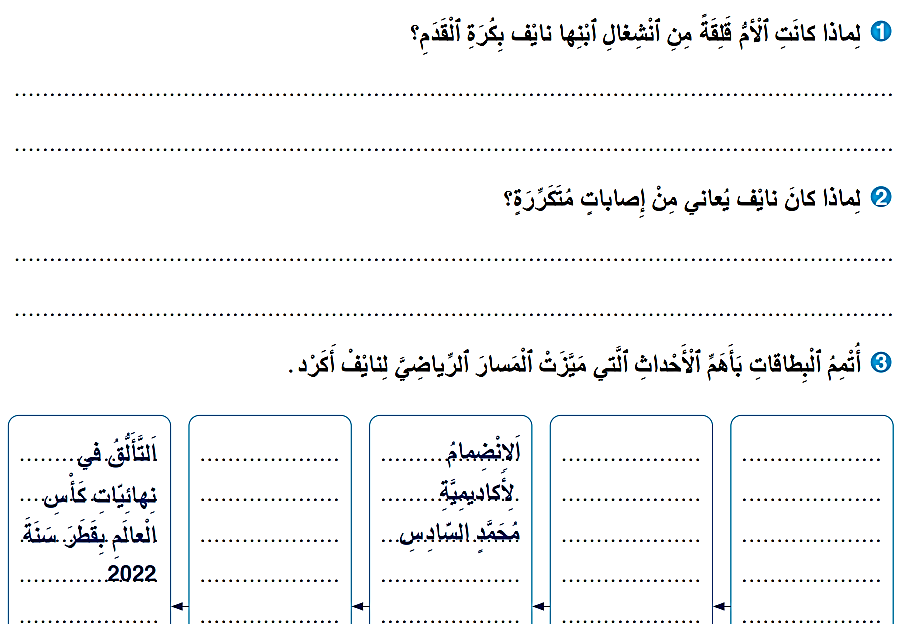 1 لِماذا كانَتِ ٱلْأُمُّ قَلِقَةً مِنِ ٱنْشِغالِ ٱبْنِها نايْف بِكُرَةِ ٱلْقَدَمِ؟
2 لِماذا كانَ نايْف يُعاني مِنْ إِصاباتٍ مُتَكَرِّرَةٍ؟
3 أُتْمِمُ ٱلْبِطاقاتِ بَأَهَمِّ ٱلْأَحْداثِ ٱلَّتي مَيَّزَتْ ٱلْمَسارَ ٱلرِّياضِيَّ لِنايْفْ أَكَرْد.
اَلِانْضِمامُ
لِأَكاديمِيَّةِ
مُحَمَّدٍ السّادِسِ
اَلتَّأَلُّقُ في
نِهائِيّاتِ كَأْسِ
الْعالَمِ بِقَطَرَ سَنَةَ
2022